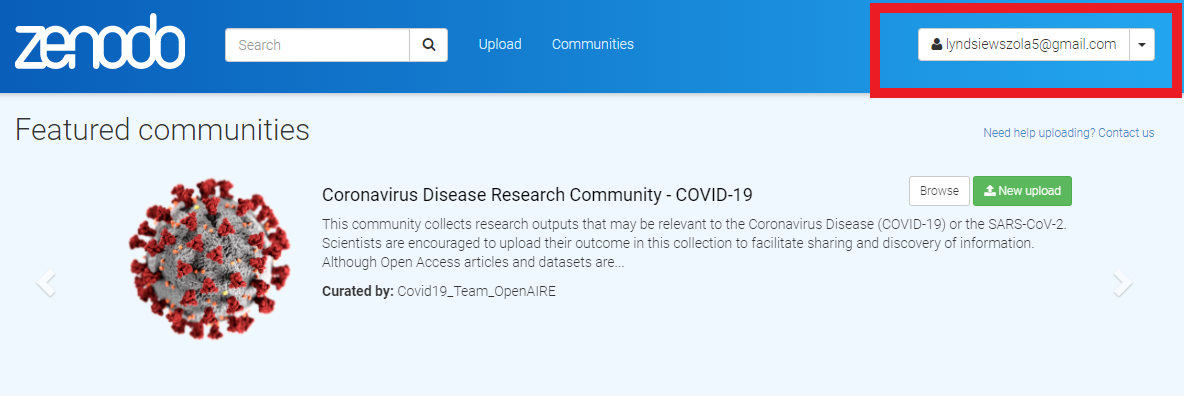 zenodo
Search
Upload
Communities
lyndsiewszola5@gmail.com
Featured communities
Need help uploading? Contact us
Coronavirus Disease Research Community - COVID-19
Browse
New upload
This community collects research outputs that may be relevant to the Coronavirus Disease (COVID-19) or the SARS-CoV-2.
Scientists are encouraged to upload their outcome in this collection to facilitate sharing and discovery of information.
Although Open Access articles and datasets are...
Curated by: Covid19_Team_OpenAIRE